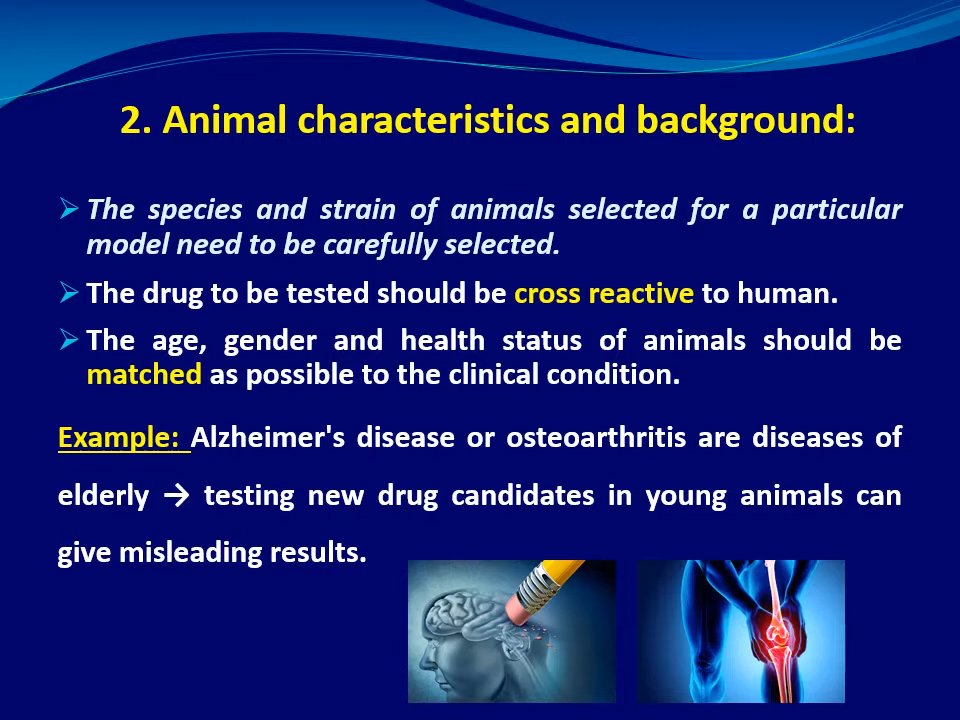 2. Animal characteristics and background:
➢ The species and strain of animals selected for a particular
model need to be carefully selected.
➢ The drug to be tested should be cross reactive to human.
➢ The age, gender and health status of animals should be
matched as possible to the clinical condition.
Example: Alzheimer's disease or osteoarthritis are diseases of
elderly → testing new drug candidates in young animals can
give misleading results.